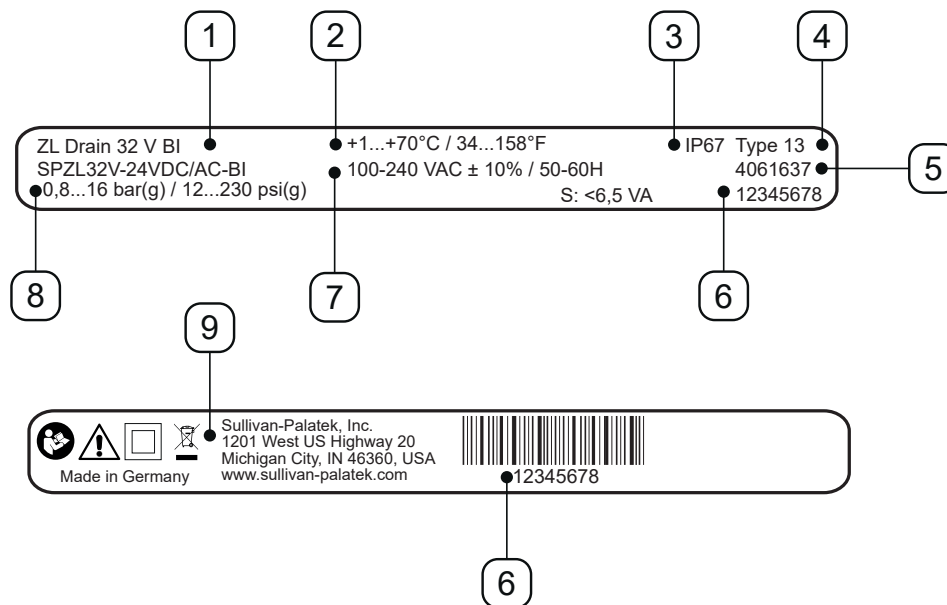 1
2
3
4
ZL Drain 32 V BI
+1...+70°C / 34...158°F
IP67 Type 13
SPZL32V-24VDC/AC-BI
100-240 VAC ± 10% / 50-60H
4061637
5
0,8...16 bar(g) / 12...230 psi(g)
S: <6,5 VA
12345678
8
7
6
9
Sullivan-Palatek, Inc.
1201 West US Highway 20
Michigan City, IN 46360, USA
www.sullivan-palatek.com
Made in Germany
12345678
6